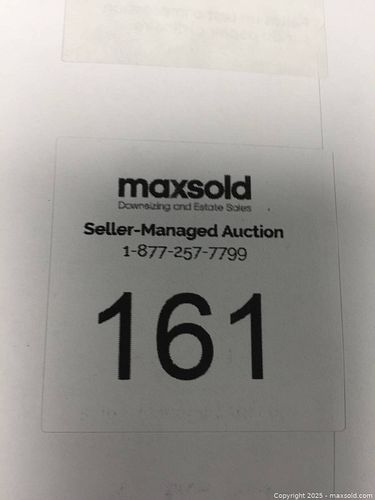 maxsold
Downsizing and Estate Sales
Seller-Managed Auction
1-877-257-7799
161
Copyright 2025 - maxsold.com